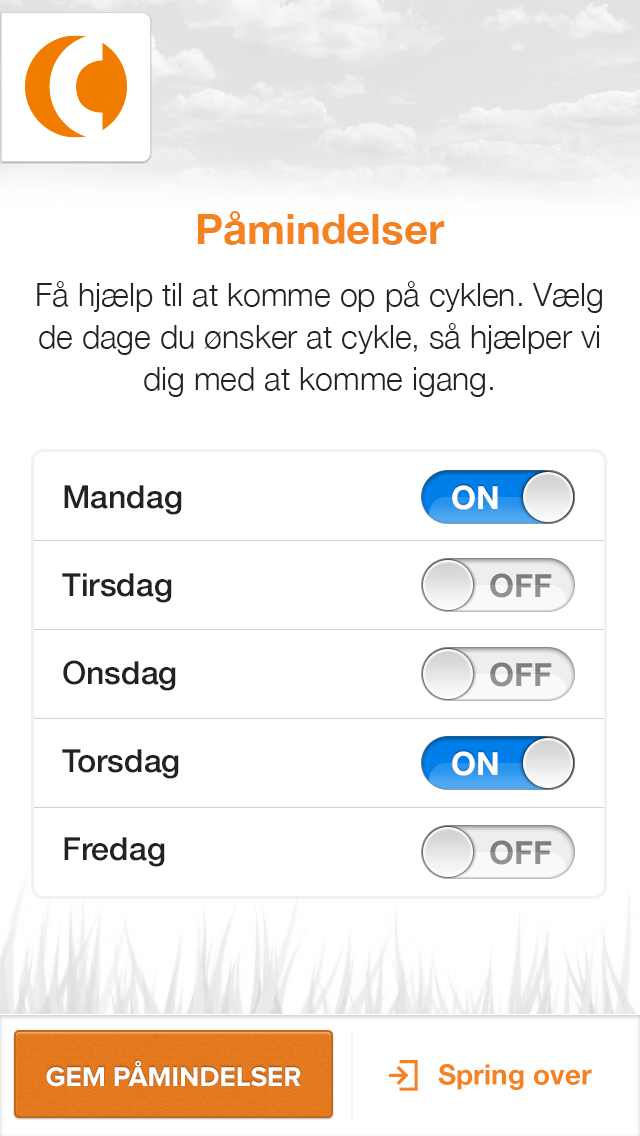 Påmindelser
Få hjælp til at komme op på cyklen. Vælg
de dage du ønsker at cykle, så hjælper vi
dig med at komme igang.
Mandag ON
Tirsdag OFF
Onsdag OFF
Torsdag ON
Fredag OFF
GEM PÅMINDELSER Spring over